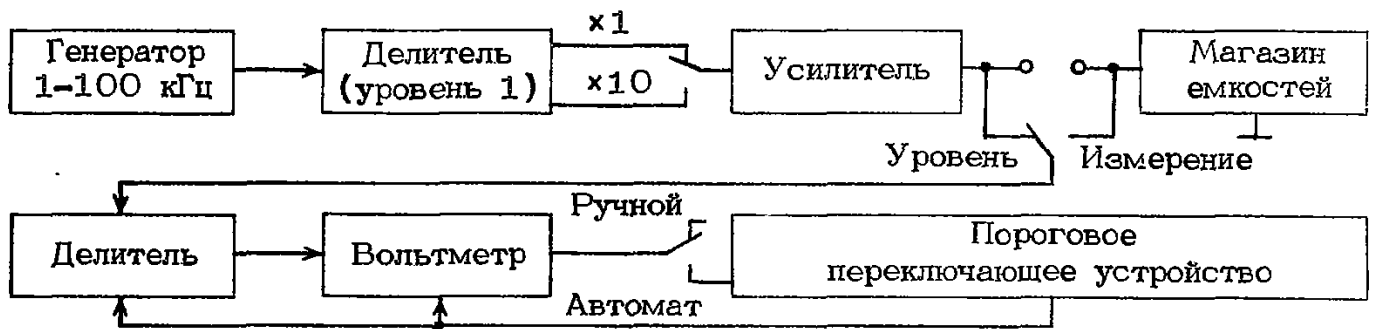 Генератор
1-100 кГц
Делитель
(уровень 1)
×1
×10
Усилитель
Магазин
емкостей
Уровень
Измерение
Делитель
Вольтметр
Ручной
Автомат
Пороговое
переключающее устройство